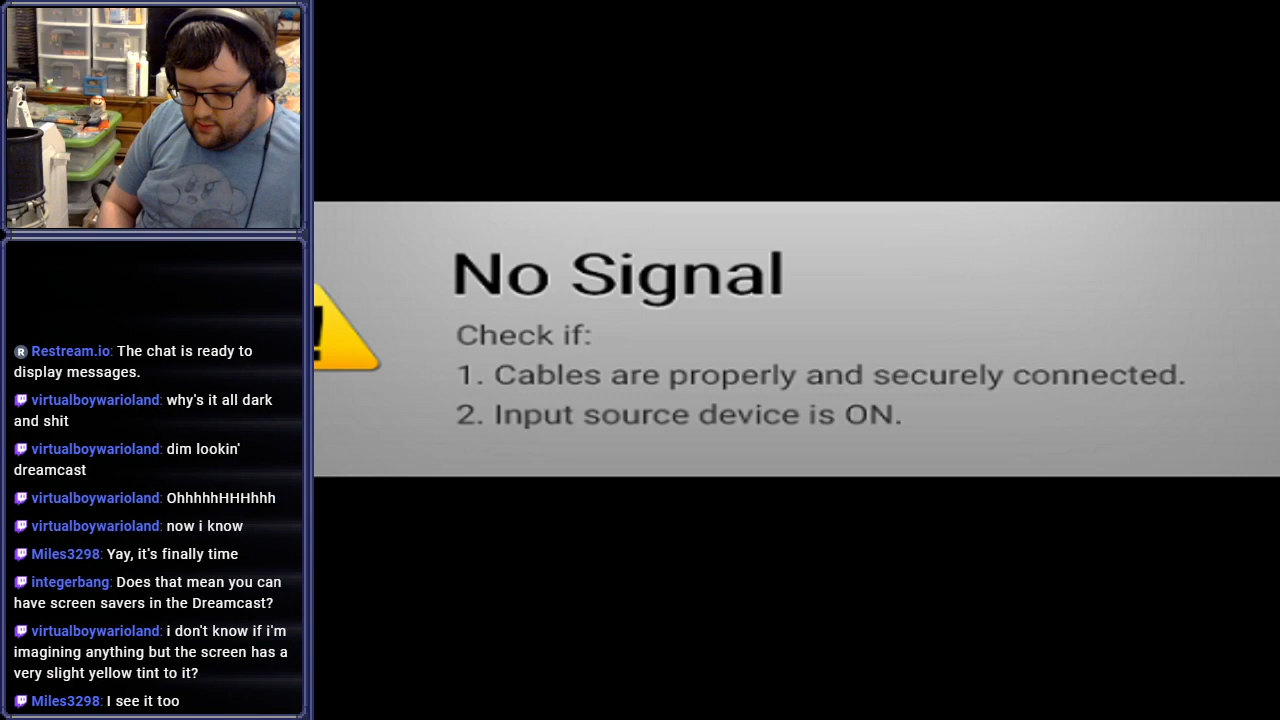 No Signal
Check if:
1. Cables are properly and securely connected.
2. Input source device is ON.
Restream.io: The chat is ready to
display messages.
virtualboywarioland: why's it all dark
and shit
virtualboywarioland: dim lookin'
dreamcast
virtualboywarioland: OhhhhhHHHhhh
virtualboywarioland: now i know
Miles3298: Yay, it's finally time
integerbang: Does that mean you can
have screen savers in the Dreamcast?
virtualboywarioland: i don't know if i'm
imagining anything but the screen has a
very slight yellow tint to it?
Miles3298: I see it too